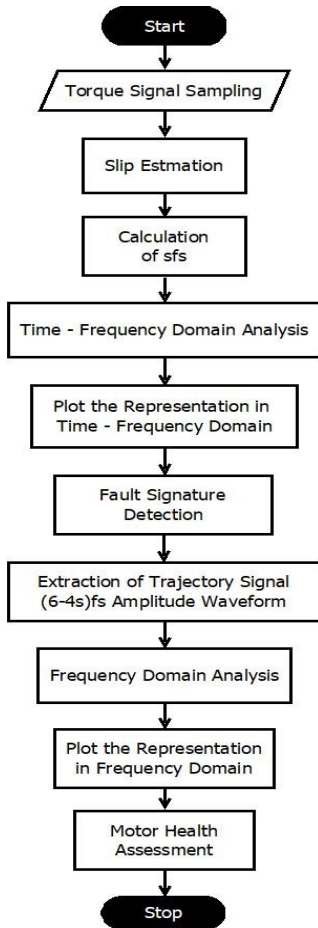 Start
Torque Signal Sampling
Slip Estmation
Calculation
of sfs
Time - Frequency Domain Analysis
Plot the Representation in
Time - Frequency Domain
Fault Signature
Detection
Extraction of Trajectory Signal
(6-4s)fs Amplitude Waveform
Frequency Domain Analysis
Plot the Representation
in Frequency Domain
Motor Health
Assessment
Stop